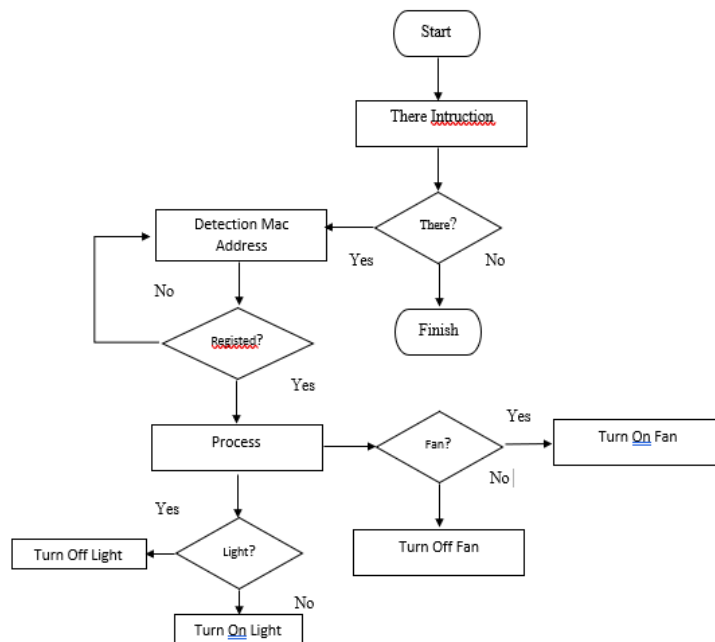 Start
There Intruction
There?
Yes
No
Detection Mac
Address
No
Finish
Registed?
Yes
Process
Fan?
Yes
Turn On Fan
No
Yes
Turn Off Fan
Turn Off Light
Light?
No
Turn On Light